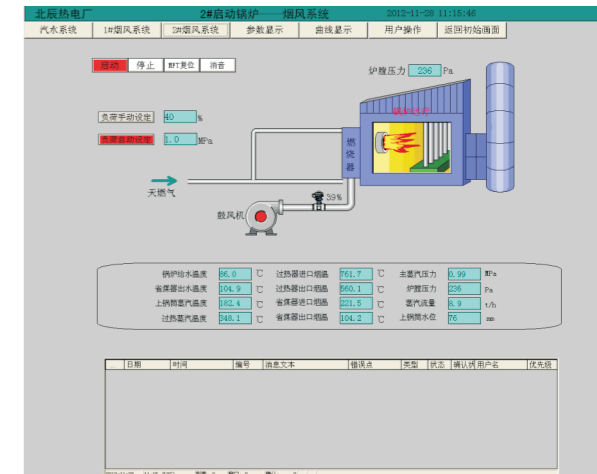 北辰热电厂 2#启动锅炉——烟风系统 2012-11-28 11:15:46
汽水系统 1#烟风系统 2#烟风系统 参数显示 曲线显示 用户操作 返回初始画面
启动 停止 MFT复位 消音
炉膛压力 236 Pa
负荷手动设定 40 %
负荷自动设定 1.0 MPa
锅炉运行
燃烧器
天燃气
39%
鼓风机
锅炉给水温度 86.0 ℃ 过热器进口烟温 761.7 ℃ 主蒸汽压力 0.99 MPa
省煤器出水温度 104.9 ℃ 过热器出口烟温 560.1 ℃ 炉膛压力 236 Pa
上锅筒蒸汽温度 182.4 ℃ 省煤器进口烟温 221.5 ℃ 蒸汽流量 8.9 t/h
过热蒸汽温度 348.1 ℃ 省煤器出口烟温 104.2 ℃ 上锅筒水位 76 mm
日期 时间 编号 消息文本 错误点 类型 状态 确认状 用户名 优先级